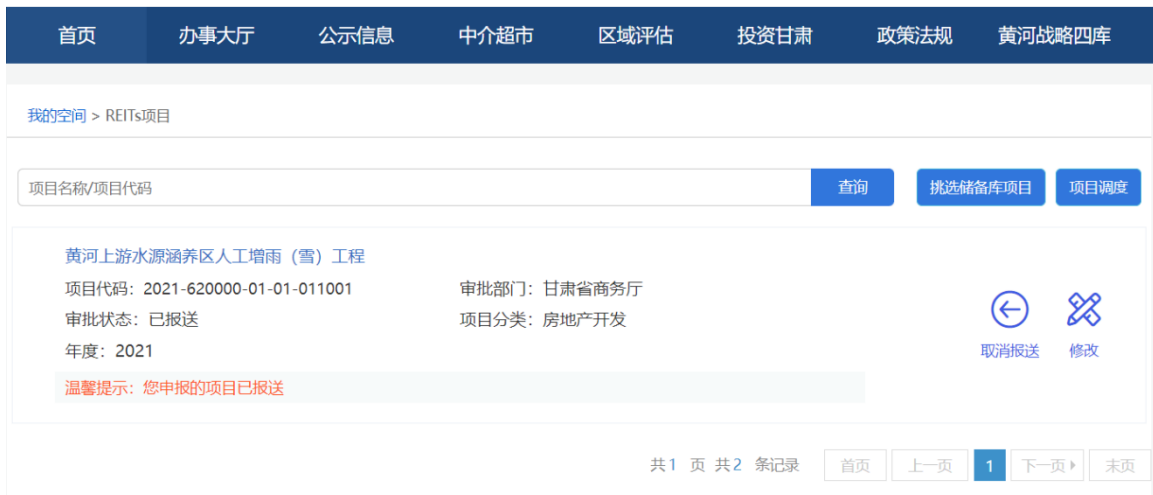 首页 办事大厅 公示信息 中介超市 区域评估 投资甘肃 政策法规 黄河战略四库
我的空间 > REITs项目
项目名称/项目代码 查询 挑选储备库项目 项目调度
黄河上游水源涵养区人工增雨（雪）工程
项目代码：2021-620000-01-01-011001 审批部门：甘肃省商务厅
审批状态：已报送 项目分类：房地产开发
年度：2021
取消报送 修改
温馨提示：您申报的项目已报送
共1 页 共2 条记录 首页 上一页 1 下一页 末页